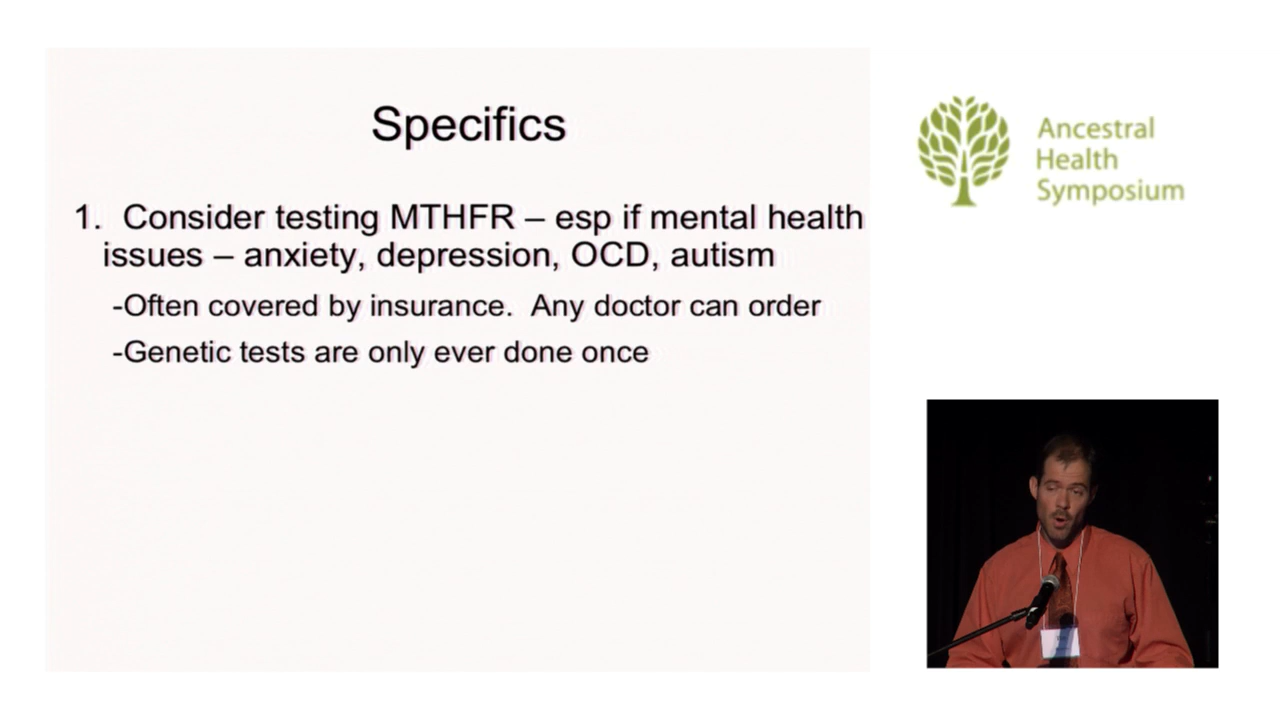 Specifics
1. Consider testing MTHFR – esp if mental health
issues – anxiety, depression, OCD, autism
-Often covered by insurance. Any doctor can order
-Genetic tests are only ever done once
Ancestral
Health
Symposium